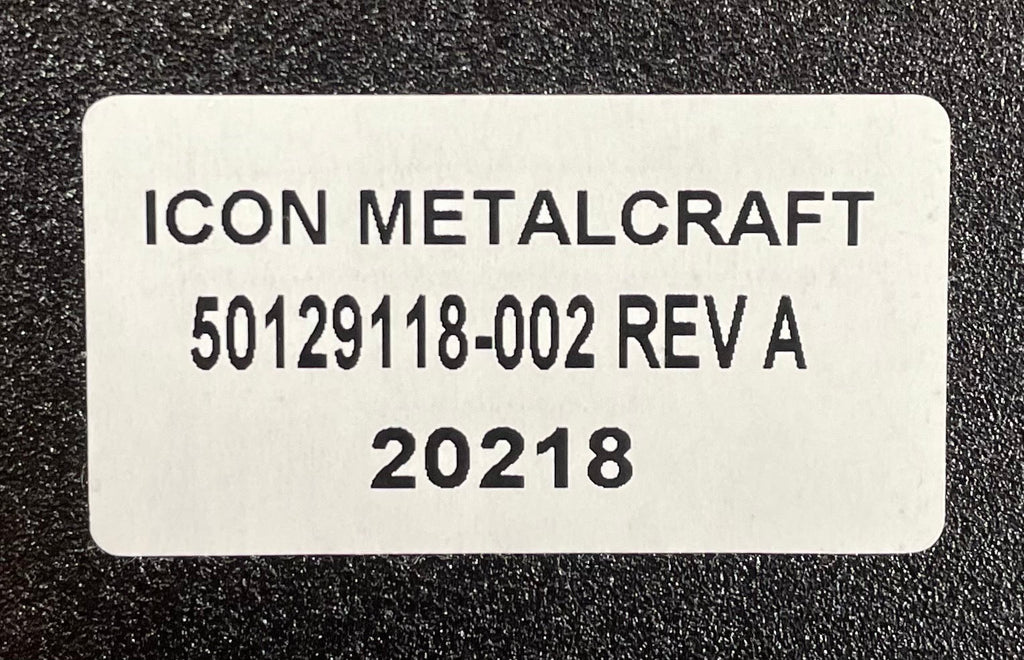 ICON METALCRAFT
50129118-002 REV A
20218